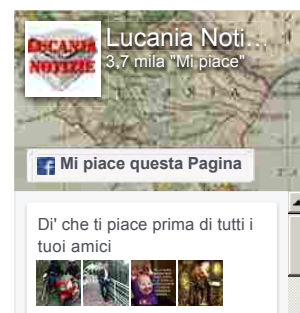 LUCANIA
NOTIZIE
Lucania Noti...
3,7 mila "Mi piace"
Mi piace questa Pagina
Di' che ti piace prima di tutti i
tuoi amici